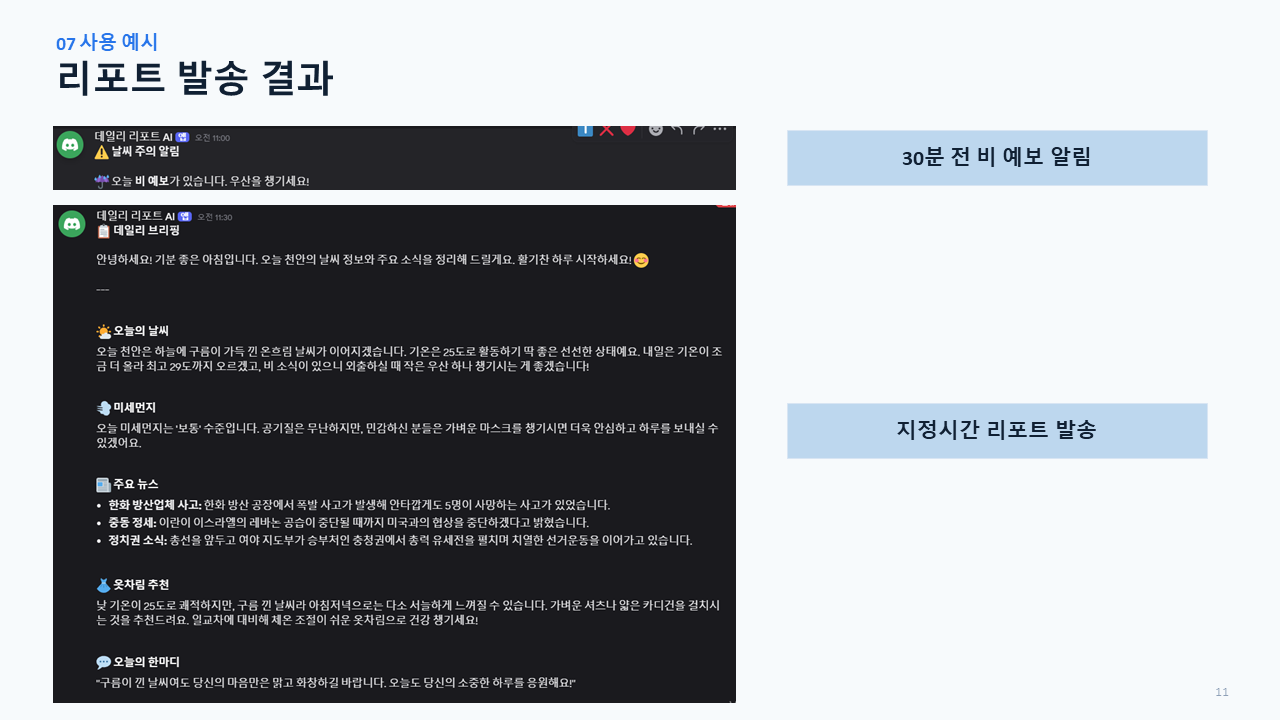 07 사용 예시
리포트 발송 결과
데일리 리포트 AI 앱 오전 11:00
⚠️ 날씨 주의 알림
☔ 오늘 비 예보가 있습니다. 우산을 챙기세요!
30분 전 비 예보 알림
데일리 리포트 AI 앱 오전 11:30
📋 데일리 브리핑
안녕하세요! 기분 좋은 아침입니다. 오늘 천안의 날씨 정보와 주요 소식을 정리해 드릴게요. 활기찬 하루 시작하세요! 😊
---
🌤️ 오늘의 날씨
오늘 천안은 하늘에 구름이 가득 낀 온흐림 날씨가 이어지겠습니다. 기온은 25도로 활동하기 딱 좋은 선선한 상태예요. 내일은 기온이 조
금 더 올라 최고 29도까지 오르겠고, 비 소식이 있으니 외출하실 때 작은 우산 하나 챙기시는 게 좋겠습니다!
💨 미세먼지
오늘 미세먼지는 '보통' 수준입니다. 공기질은 무난하지만, 민감하신 분들은 가벼운 마스크를 챙기시면 더욱 안심하고 하루를 보내실 수
있겠어요.
📰 주요 뉴스
• 한화 방산업체 사고: 한화 방산 공장에서 폭발 사고가 발생해 안타깝게도 5명이 사망하는 사고가 있었습니다.
• 중동 정세: 이란이 이스라엘의 레바논 공습이 중단될 때까지 미국과의 협상을 중단하겠다고 밝혔습니다.
• 정치권 소식: 총선을 앞두고 여야 지도부가 승부처인 충청권에서 총력 유세전을 펼치며 치열한 선거운동을 이어가고 있습니다.
👗 옷차림 추천
낮 기온이 25도로 쾌적하지만, 구름 낀 날씨라 아침저녁으로는 다소 서늘하게 느껴질 수 있습니다. 가벼운 셔츠나 얇은 카디건을 걸치시
는 것을 추천드려요. 일교차에 대비해 체온 조절이 쉬운 옷차림으로 건강 챙기세요!
💬 오늘의 한마디
"구름이 낀 날씨여도 당신의 마음만은 맑고 화창하길 바랍니다. 오늘도 당신의 소중한 하루를 응원해요!"
지정시간 리포트 발송
11